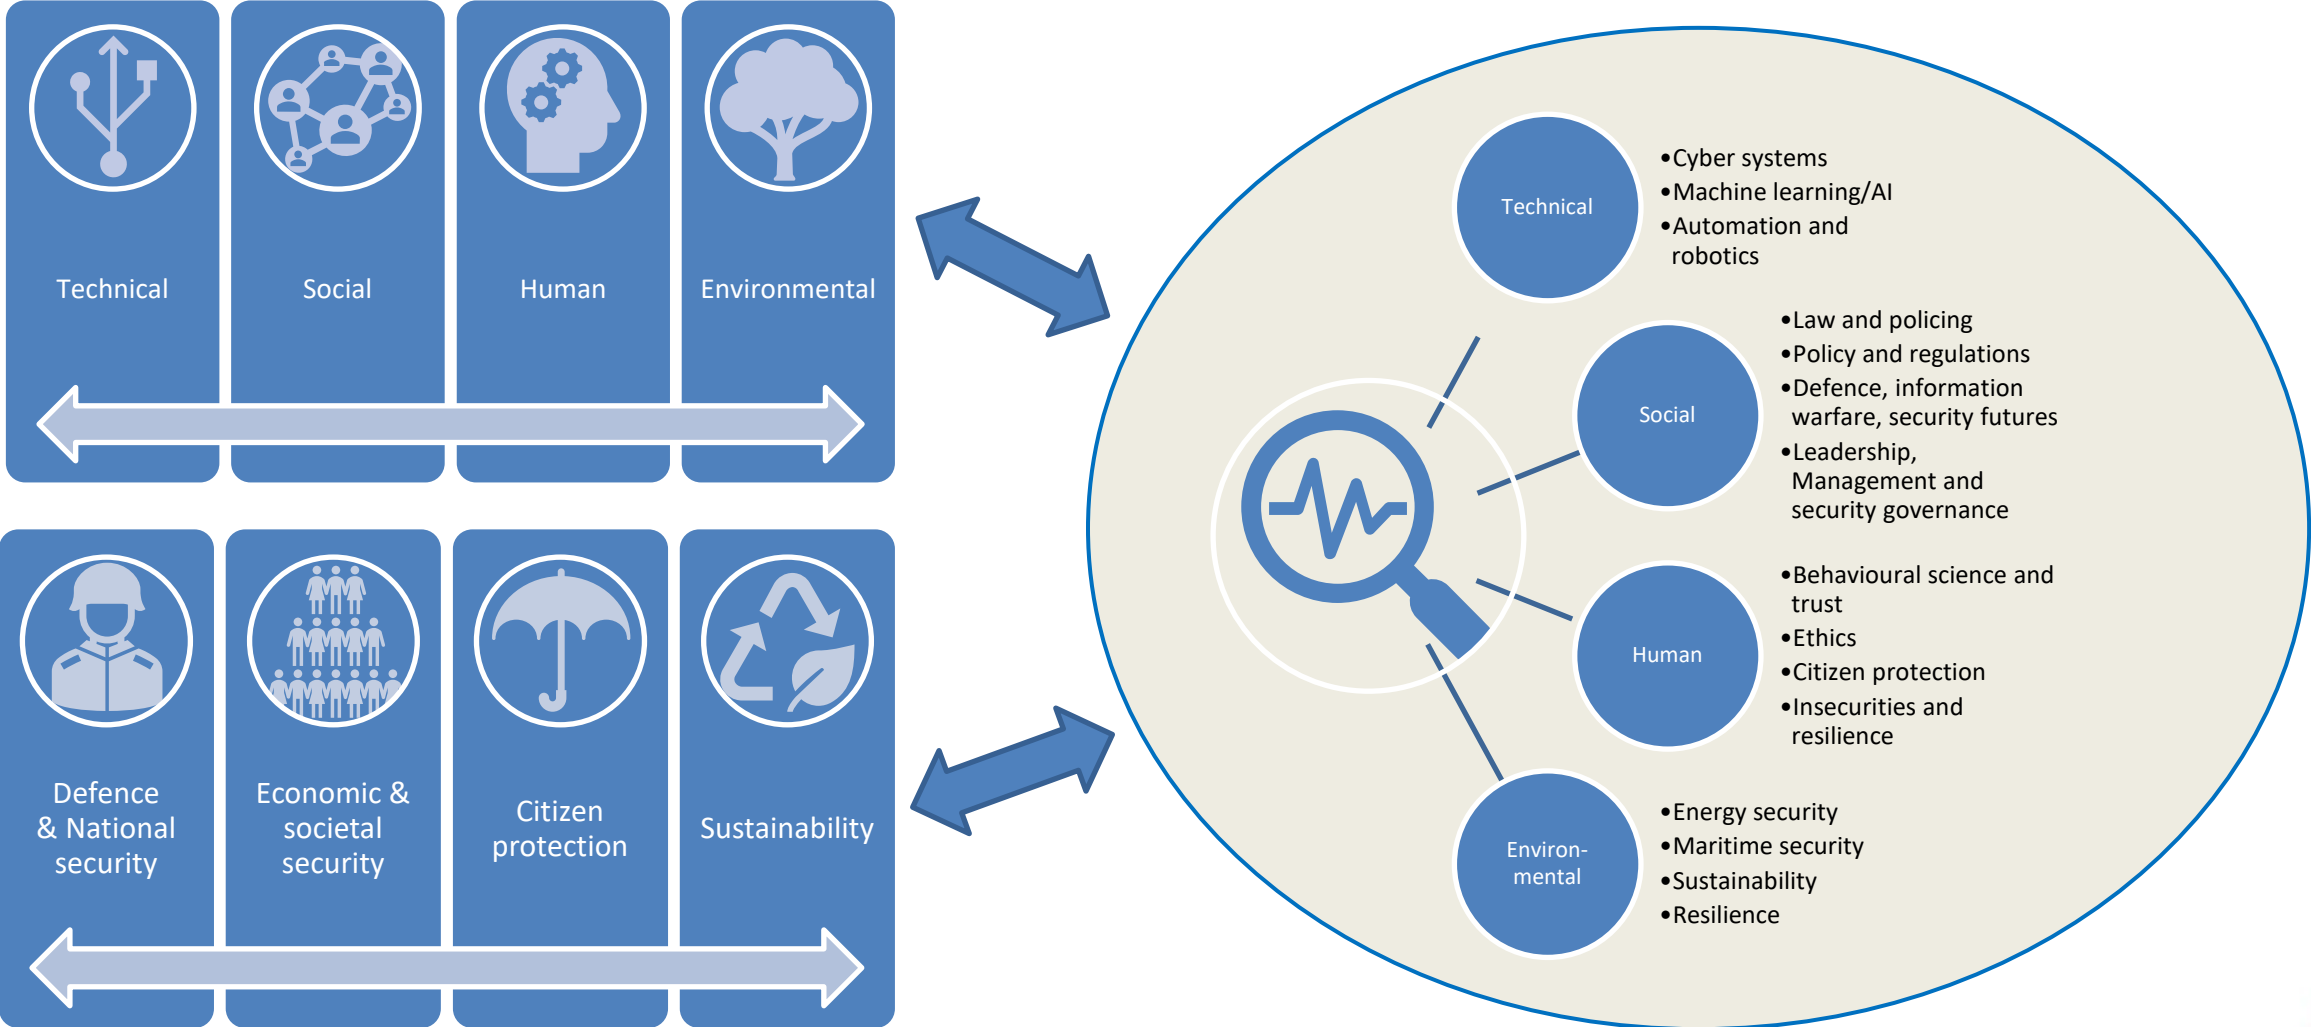 Technical
Social
Human
Environmental
Defence
& National
security
Economic &
societal
security
Citizen
protection
Sustainability
Technical
•Cyber systems
•Machine learning/AI
•Automation and
robotics
Social
•Law and policing
•Policy and regulations
•Defence, information
warfare, security futures
•Leadership,
Management and
security governance
Human
•Behavioural science and
trust
•Ethics
•Citizen protection
•Insecurities and
resilience
Environ-
mental
•Energy security
•Maritime security
•Sustainability
•Resilience